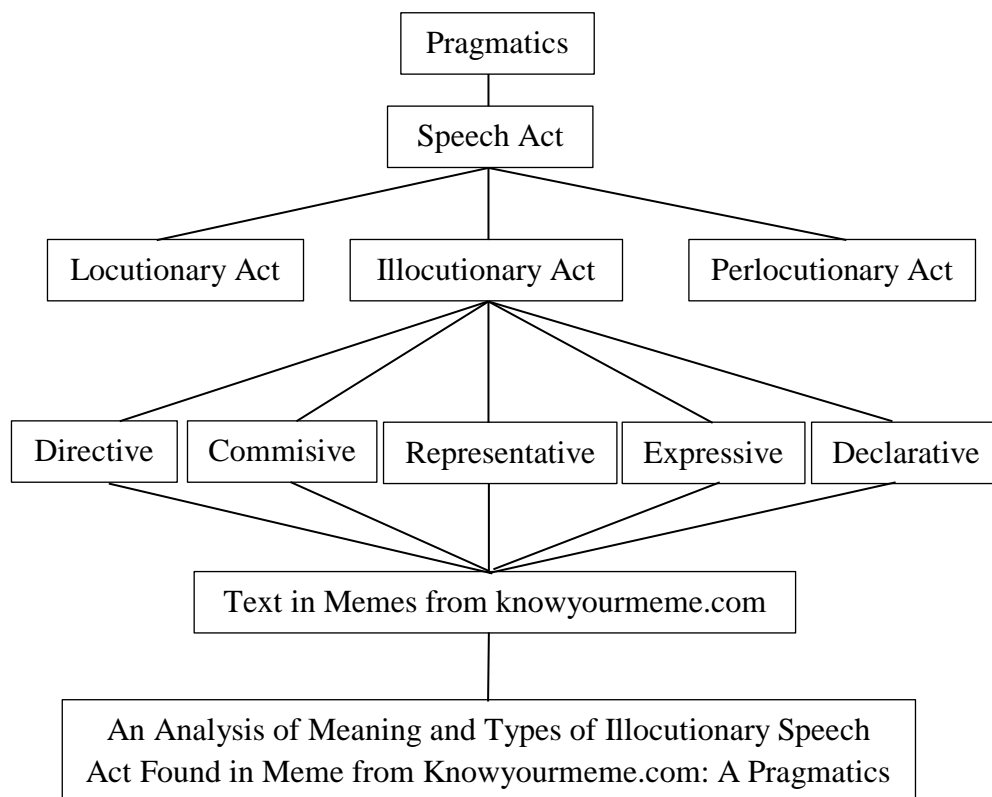 Pragmatics
Speech Act
Locutionary Act
Illocutionary Act
Perlocutionary Act
Directive
Commisive
Representative
Expressive
Declarative
Text in Memes from knowyourmeme.com
An Analysis of Meaning and Types of Illocutionary Speech
Act Found in Meme from Knowyourmeme.com: A Pragmatics